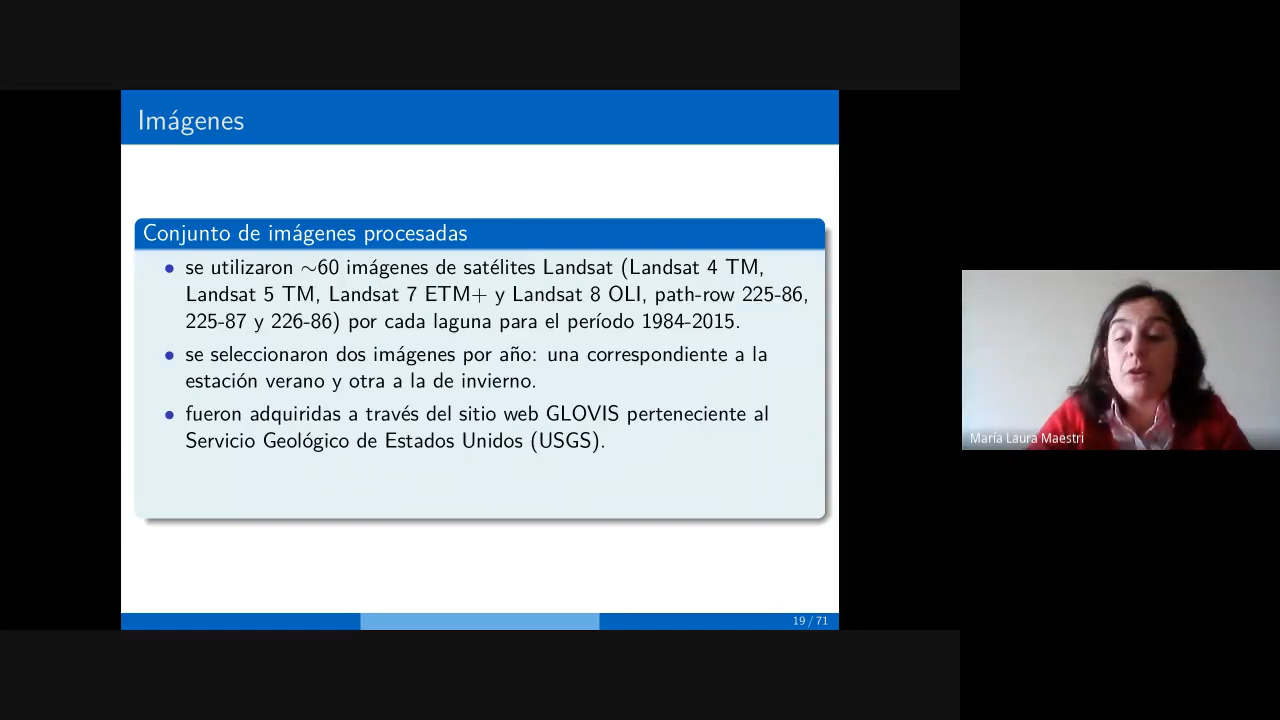 Imágenes
Conjunto de imágenes procesadas
• se utilizaron ∼60 imágenes de satélites Landsat (Landsat 4 TM,
Landsat 5 TM, Landsat 7 ETM+ y Landsat 8 OLI, path-row 225-86,
225-87 y 226-86) por cada laguna para el período 1984-2015.
• se seleccionaron dos imágenes por año: una correspondiente a la
estación verano y otra a la de invierno.
• fueron adquiridas a través del sitio web GLOVIS perteneciente al
Servicio Geológico de Estados Unidos (USGS).
19 / 71
María Laura Maestri